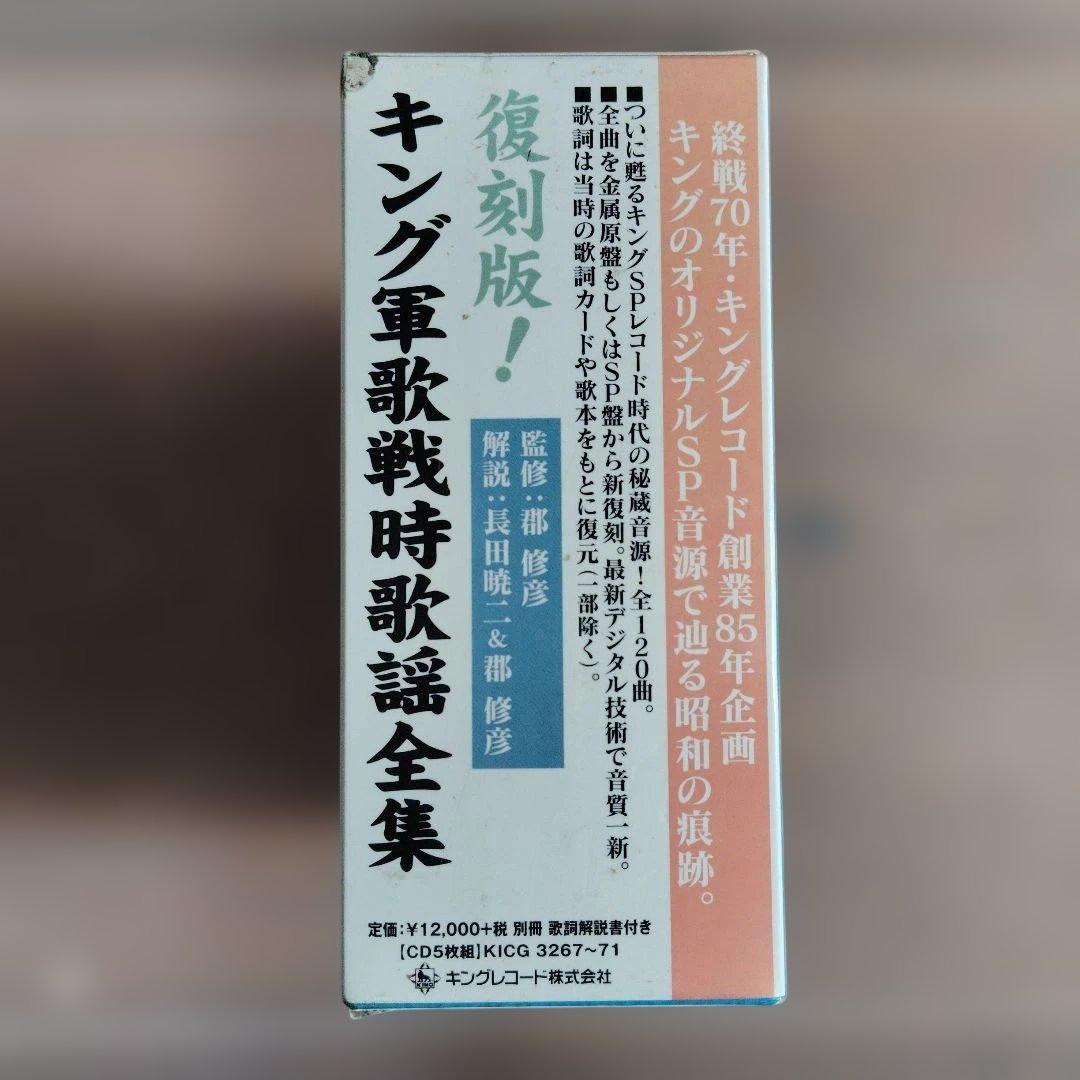 終戦70年・キングレコード創業85年企画
キングのオリジナルSP音源で辿る昭和の痕跡。
■ついに甦るキングSPレコード時代の秘蔵音源！全120曲。
■全曲を金属原盤もしくはSP盤から新復刻。最新デジタル技術で音質一新。
■歌詞は当時の歌詞カードや歌本をもとに復元（一部除く）。
復刻版！
監修：郡 修彦
解説：長田暁二＆郡 修彦
キング軍歌戦時歌謡全集
定価：¥12,000+税 別冊 歌詞解説書付き
【CD5枚組】KICG 3267〜71
KING キングレコード株式会社